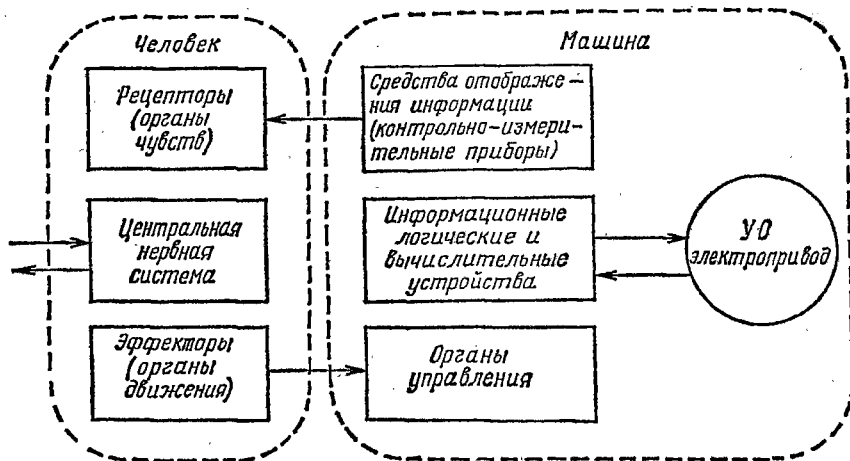 Человек
Рецепторы
(органы
чувств)
Центральная
нервная
система
Эффекторы
(органы
движения)
Машина
Средства отображе-
ния информации
(контрольно-измери-
тельные приборы)
Информационные
логические и
вычислительные
устройства
Органы
управления
УО
электропривод